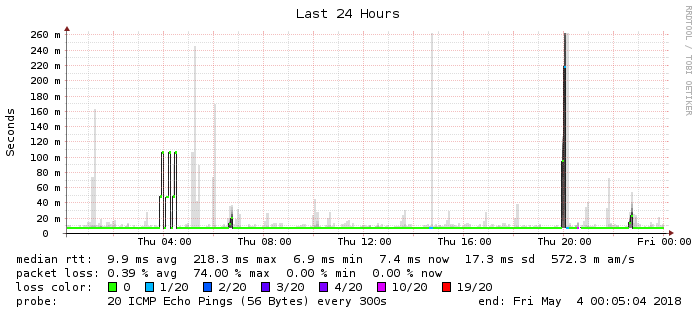 Last 24 Hours
RRDTOOL / TOBI OETIKER
Seconds
260 m
240 m
220 m
200 m
180 m
160 m
140 m
120 m
100 m
80 m
60 m
40 m
20 m
0
Thu 04:00 Thu 08:00 Thu 12:00 Thu 16:00 Thu 20:00 Fri 00:00
median rtt: 9.9 ms avg 218.3 ms max 6.9 ms min 7.4 ms now 17.3 ms sd 572.3 m am/s
packet loss: 0.39 % avg 74.00 % max 0.00 % min 0.00 % now
loss color: 0 1/20 2/20 3/20 4/20 10/20 19/20
probe: 20 ICMP Echo Pings (56 Bytes) every 300s end: Fri May 4 00:05:04 2018